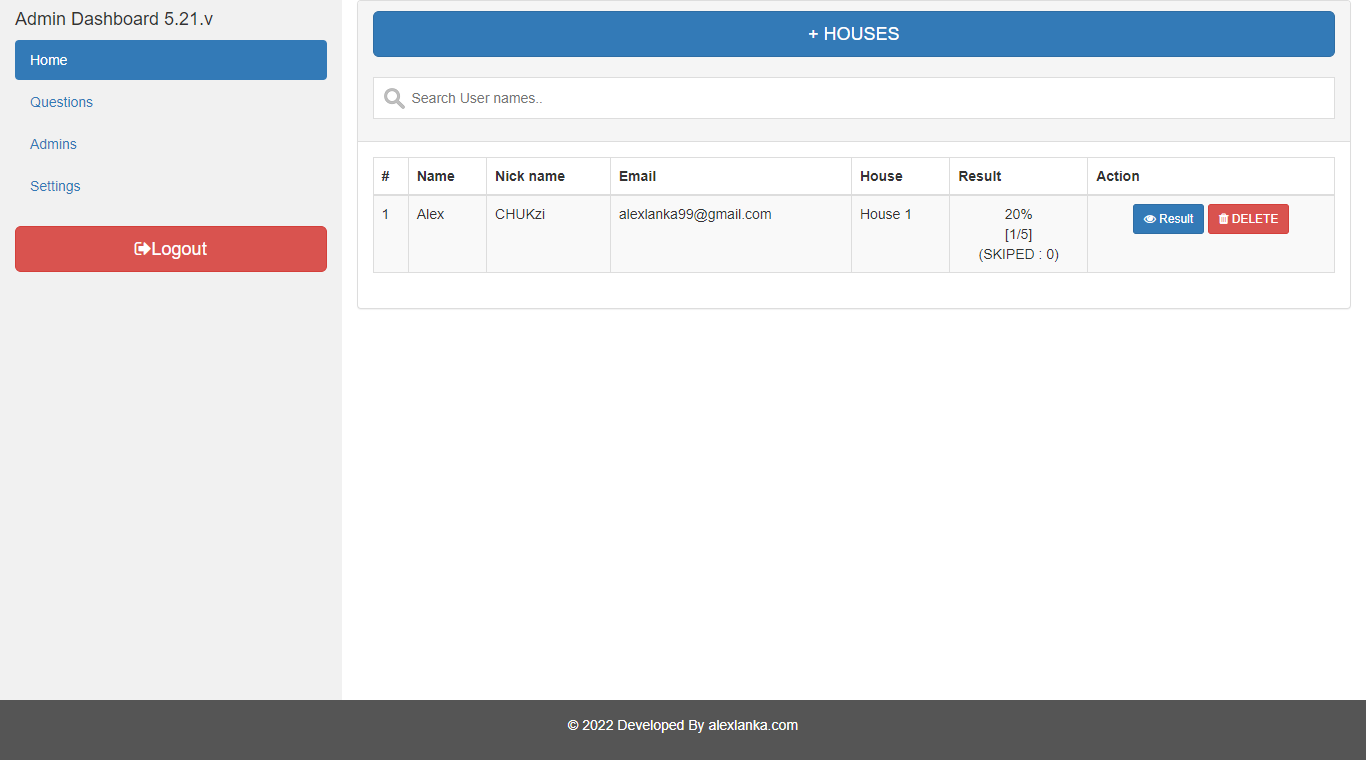 Admin Dashboard 5.21.v
Home
Questions
Admins
Settings
Logout
+ HOUSES
Search User names..
# Name Nick name Email House Result Action
1 Alex CHUKzi alexlanka99@gmail.com House 1 20% Result DELETE
[1/5]
(SKIPED : 0)
© 2022 Developed By alexlanka.com